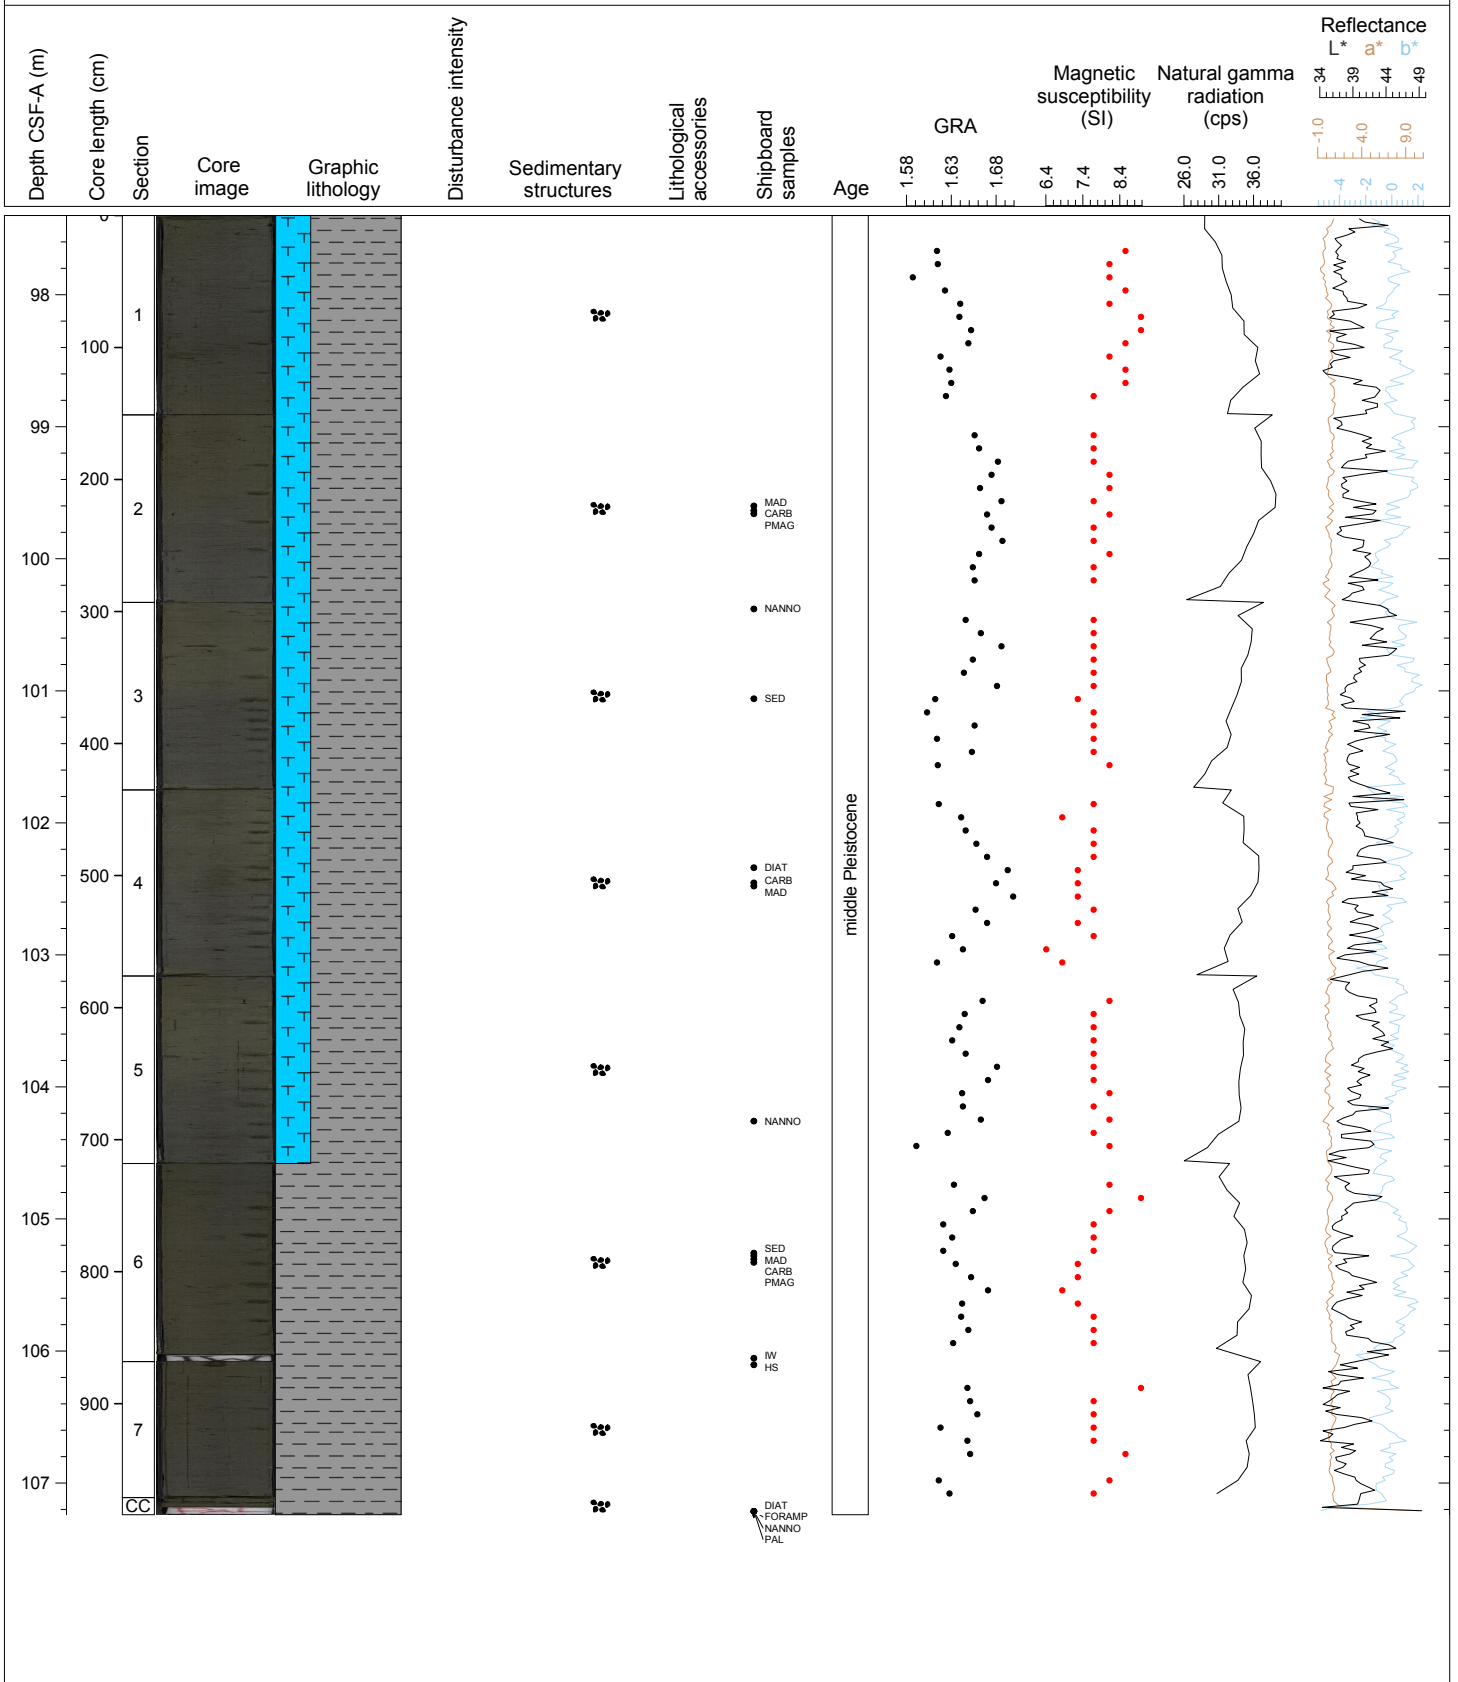 Depth CSF-A (m)
Core length (cm)
Section
Core
image
Graphic
lithology
Disturbance intensity
Sedimentary
structures
Lithological
accessories
Shipboard
samples
Age
GRA
1.58
1.63
1.68
Magnetic
susceptibility
(SI)
6.4
7.4
8.4
Natural gamma
radiation
(cps)
26.0
31.0
36.0
Reflectance
L* a* b*
34
39
44
49
-1.0
4.0
9.0
-4
-2
0
2
0
98
1
100
99
200
2
MAD
CARB
PMAG
100
300
NANNO
101
3
SED
400
middle Pleistocene
102
DIAT
500
4
CARB
MAD
103
600
5
104
700
NANNO
105
6
SED
MAD
800
CARB
PMAG
106
IW
HS
900
7
107
CC
DIAT
FORAMP
NANNO
PAL